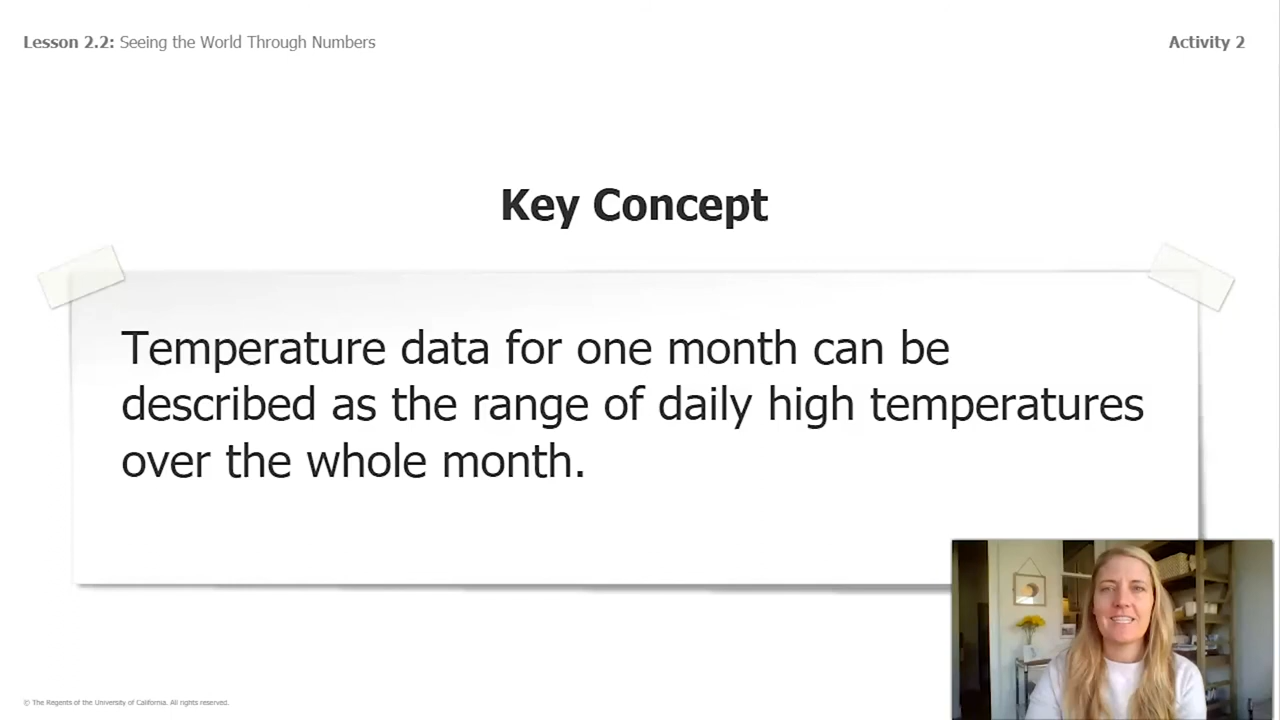 Lesson 2.2: Seeing the World Through Numbers
Activity 2
Key Concept
Temperature data for one month can be
described as the range of daily high temperatures
over the whole month.
© The Regents of the University of California. All rights reserved.